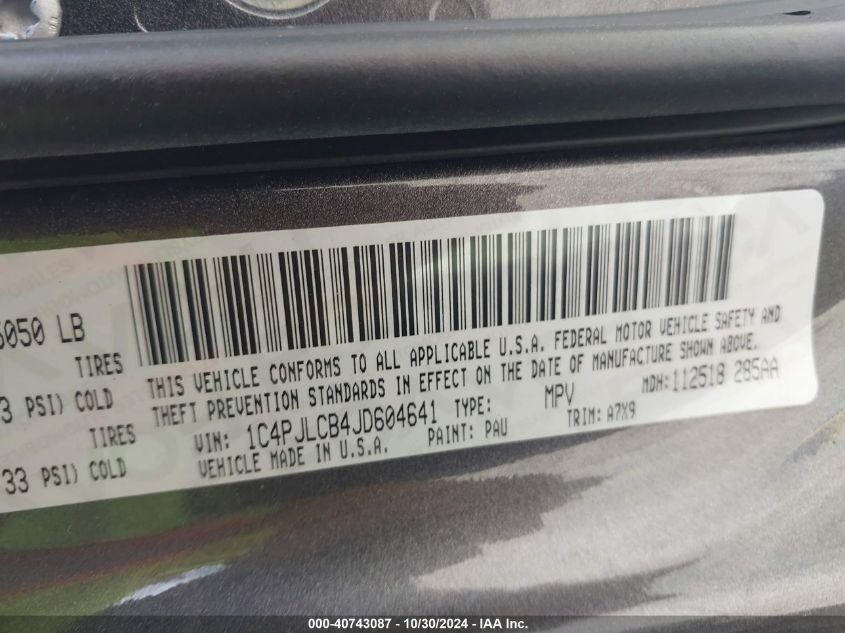 5050 LB
TIRES
3 PSI) COLD
TIRES
33 PSI) COLD
THIS VEHICLE CONFORMS TO ALL APPLICABLE U.S.A. FEDERAL MOTOR VEHICLE SAFETY AND
THEFT PREVENTION STANDARDS IN EFFECT ON THE DATE OF MANUFACTURE SHOWN ABOVE.
VIN: 1C4PJLCB4JD604641 TYPE: MPV MDH:112518 285AA
VEHICLE MADE IN U.S.A. PAINT: PAU TRIM: A7X9
000-40743087 - 10/30/2024 - IAA Inc.